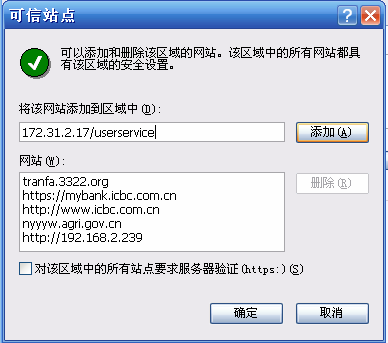 可信站点
可以添加和删除该区域的网站。该区域中的所有网站都具
有该区域的安全设置。
将该网站添加到区域中(D):
172.31.2.17/userservice
添加(A)
网站(W):
tranfa.3322.org
https://mybank.icbc.com.cn
http://www.icbc.com.cn
nyyyw.agri.gov.cn
http://192.168.2.239
删除(R)
对该区域中的所有站点要求服务器验证(https:)(S)
确定
取消